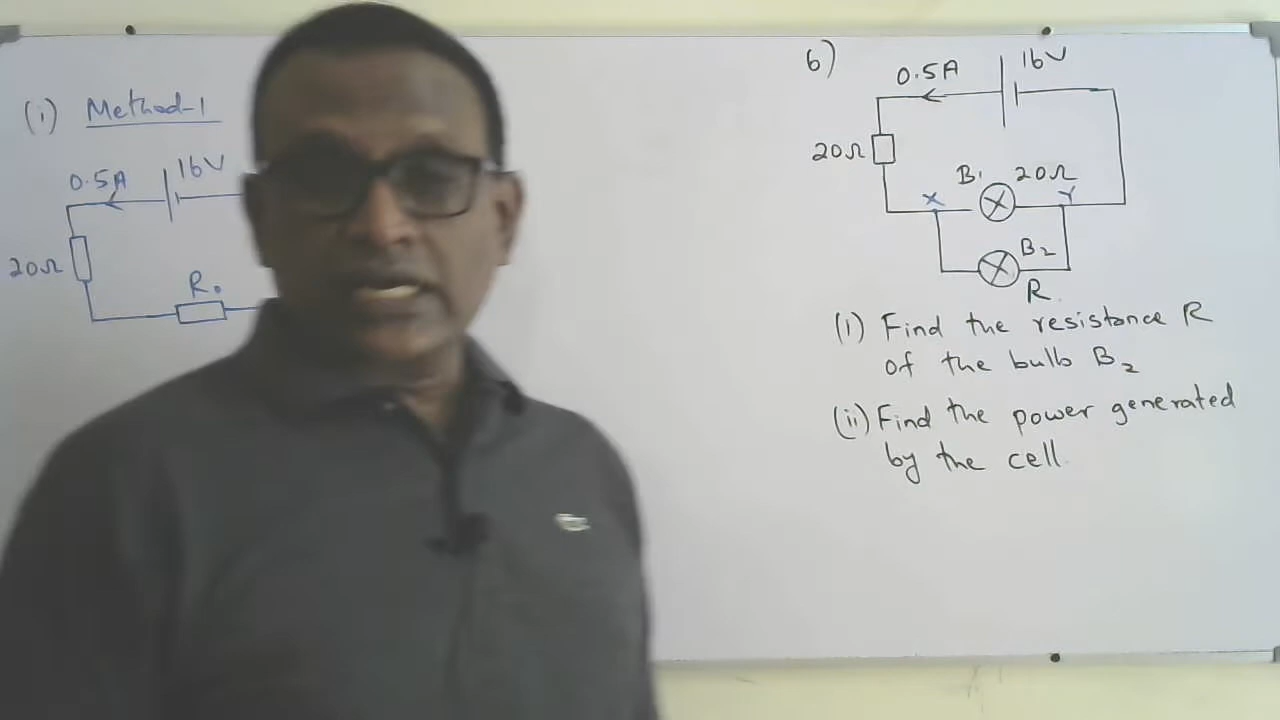 (i) Method-1
0.5A
16V
20Ω
R₀
6)
0.5A
16V
20Ω
B₁ 20Ω
X
Y
B₂
R
(i) Find the resistance R
of the bulb B₂
(ii) Find the power generated
by the cell.